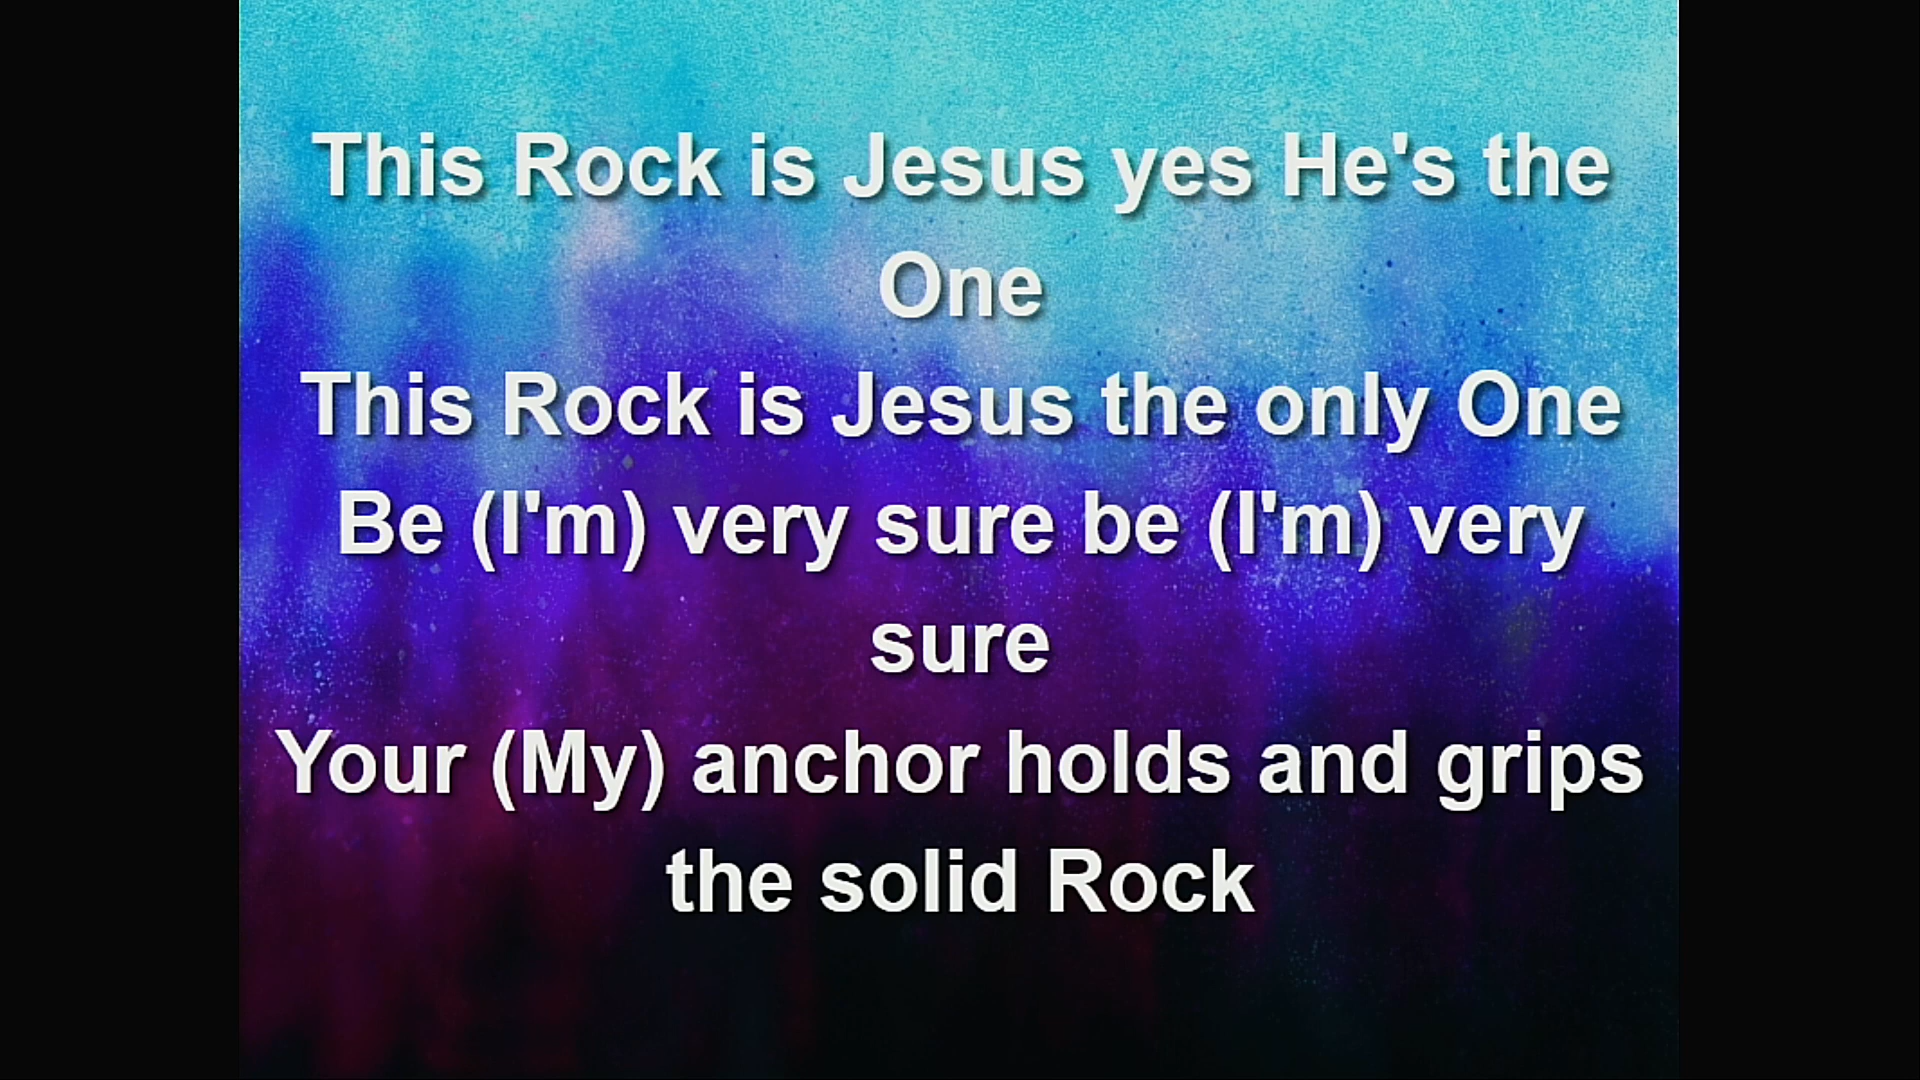 This Rock is Jesus yes He's the
One
This Rock is Jesus the only One
Be (I'm) very sure be (I'm) very
sure
Your (My) anchor holds and grips
the solid Rock